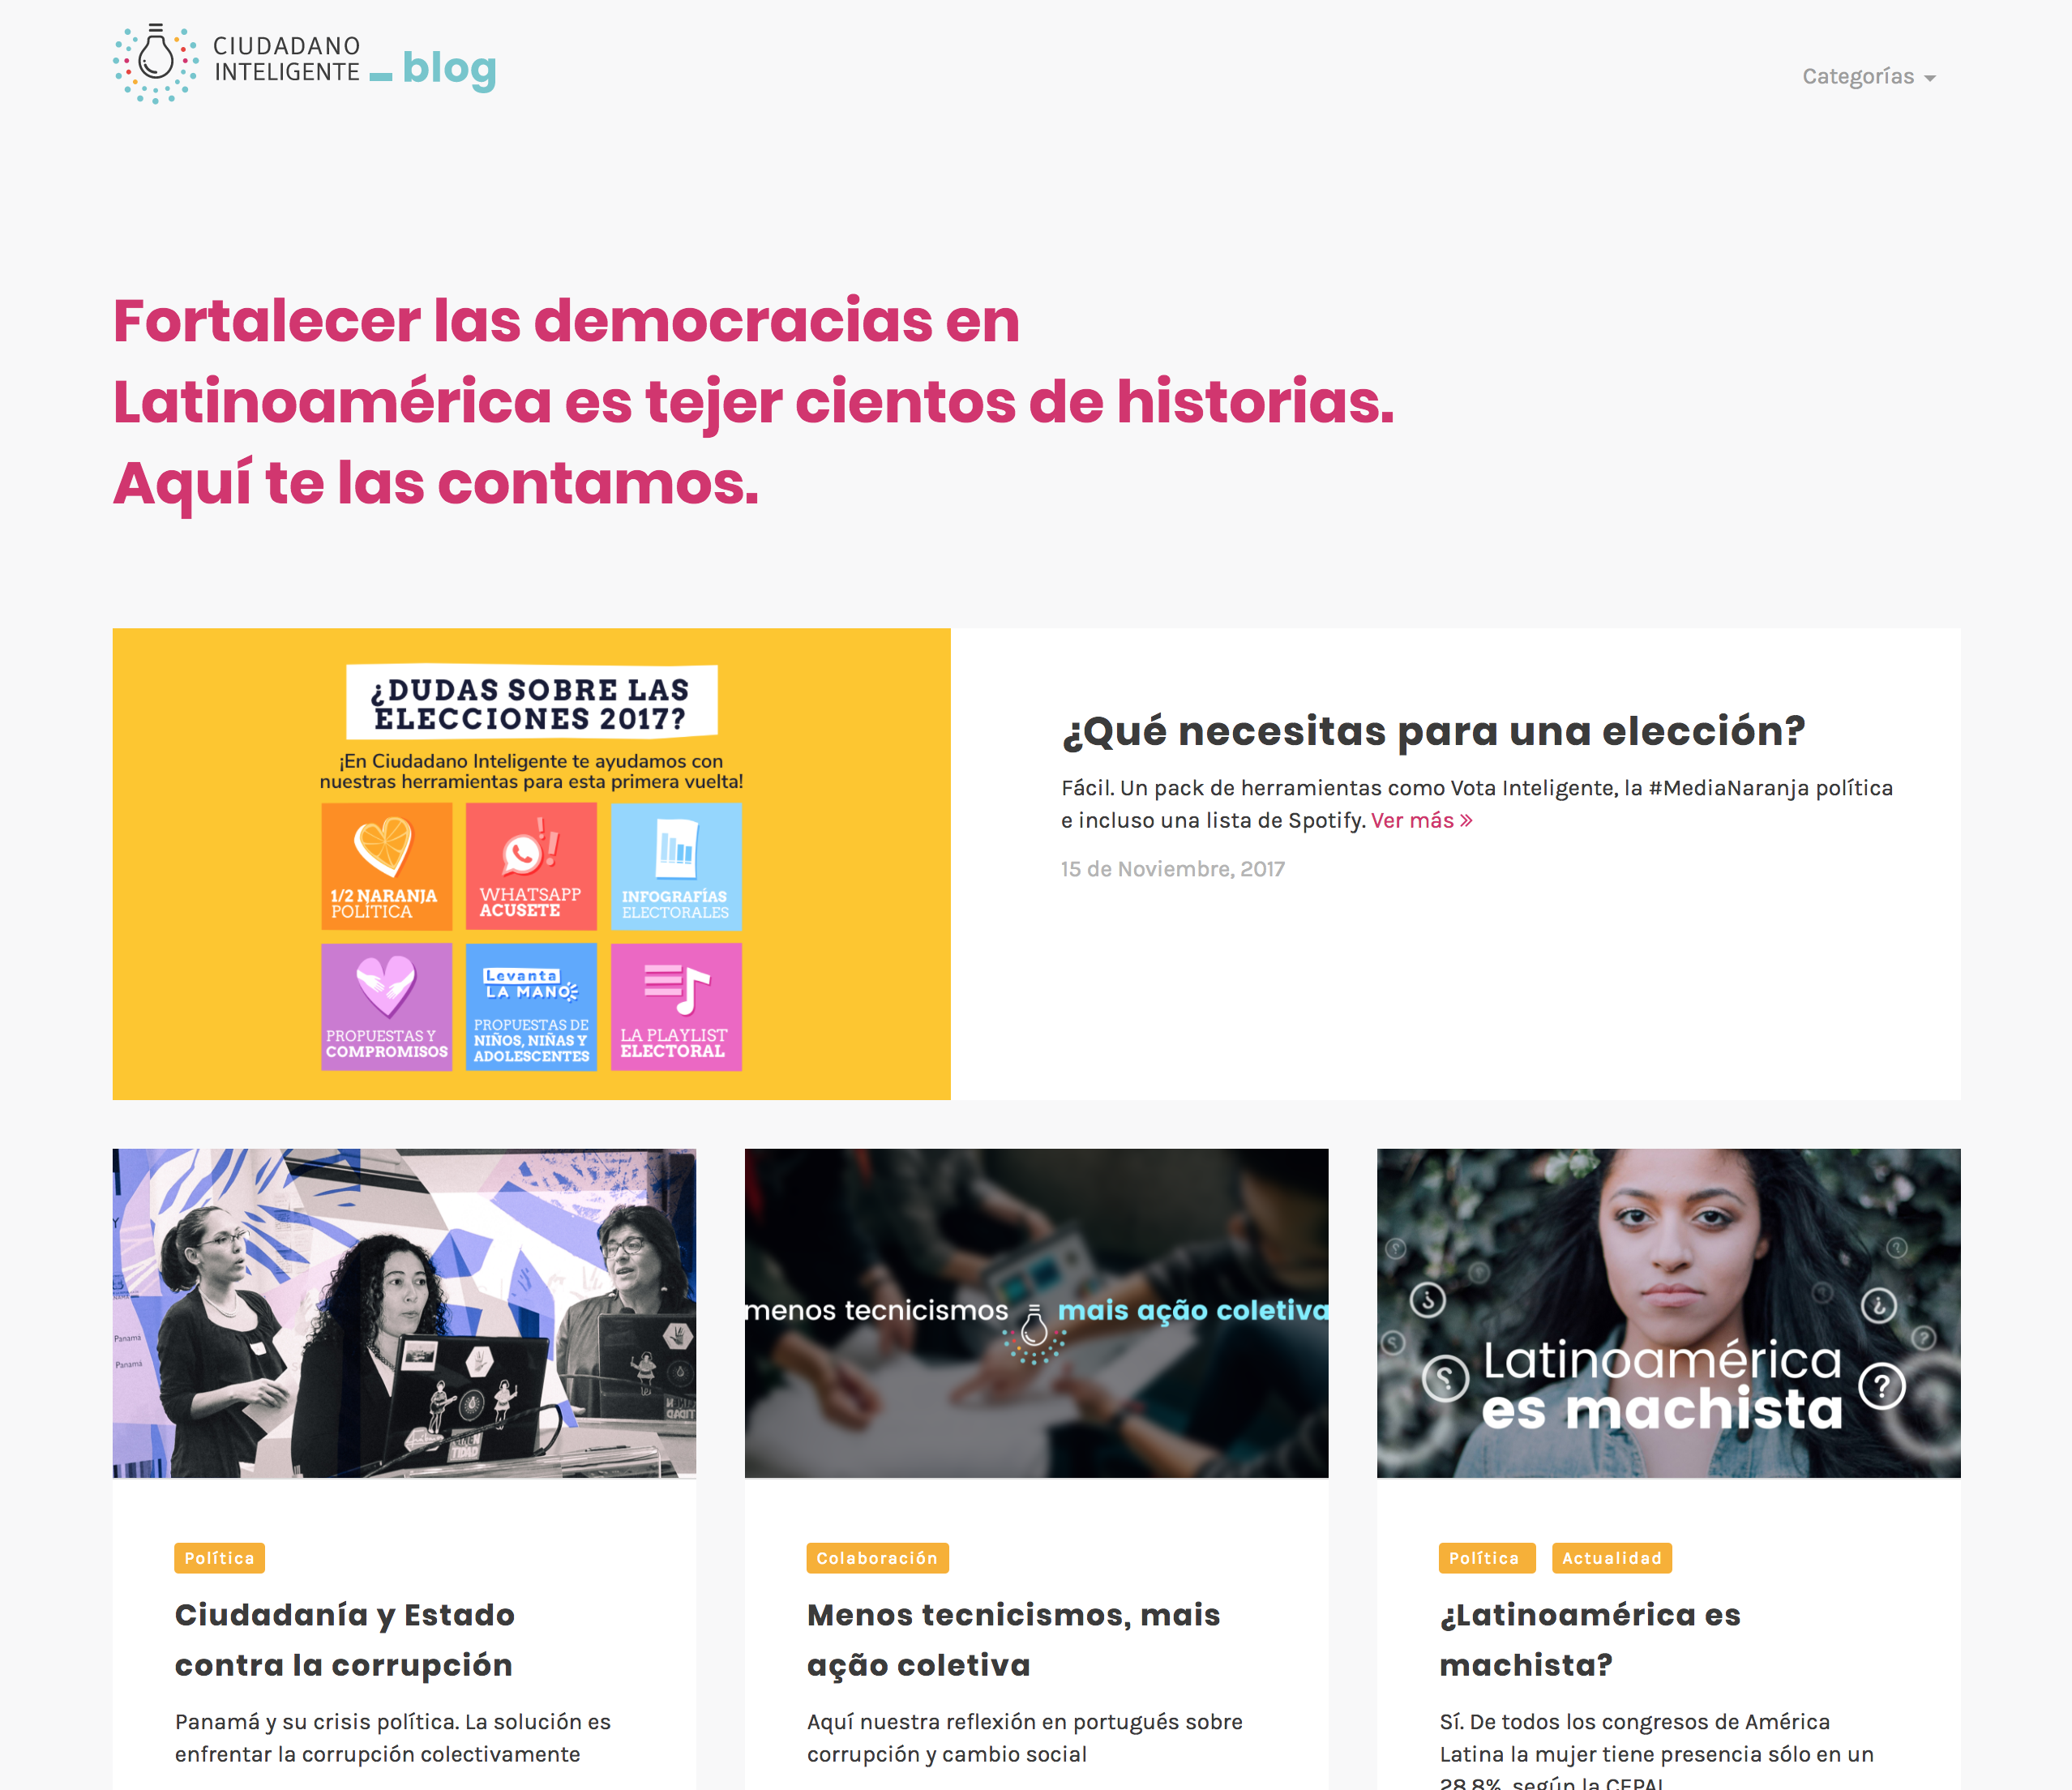 CIUDADANO
INTELIGENTE
_ blog
Categorías
Fortalecer las democracias en
Latinoamérica es tejer cientos de historias.
Aquí te las contamos.
¿DUDAS SOBRE LAS
ELECCIONES 2017?
¡En Ciudadano Inteligente te ayudamos con
nuestras herramientas para esta primera vuelta!
1/2 NARANJA
POLÍTICA
WHATSAPP
ACUSETE
INFOGRAFÍAS
ELECTORALES
PROPUESTAS Y
COMPROMISOS
Levanta
LA MANO
PROPUESTAS DE
NIÑOS, NIÑAS Y
ADOLESCENTES
LA PLAYLIST
ELECTORAL
¿Qué necesitas para una elección?
Fácil. Un pack de herramientas como Vota Inteligente, la #MediaNaranja política
e incluso una lista de Spotify. Ver más »
15 de Noviembre, 2017
Panama
Panamá
menos tecnicismos mais ação coletiva
Latinoamérica
es machista
Política
Ciudadanía y Estado
contra la corrupción
Panamá y su crisis política. La solución es
enfrentar la corrupción colectivamente
Colaboración
Menos tecnicismos, mais
ação coletiva
Aquí nuestra reflexión en portugués sobre
corrupción y cambio social
Política Actualidad
¿Latinoamérica es
machista?
Sí. De todos los congresos de América
Latina la mujer tiene presencia sólo en un
28,8%, según la CEPAL